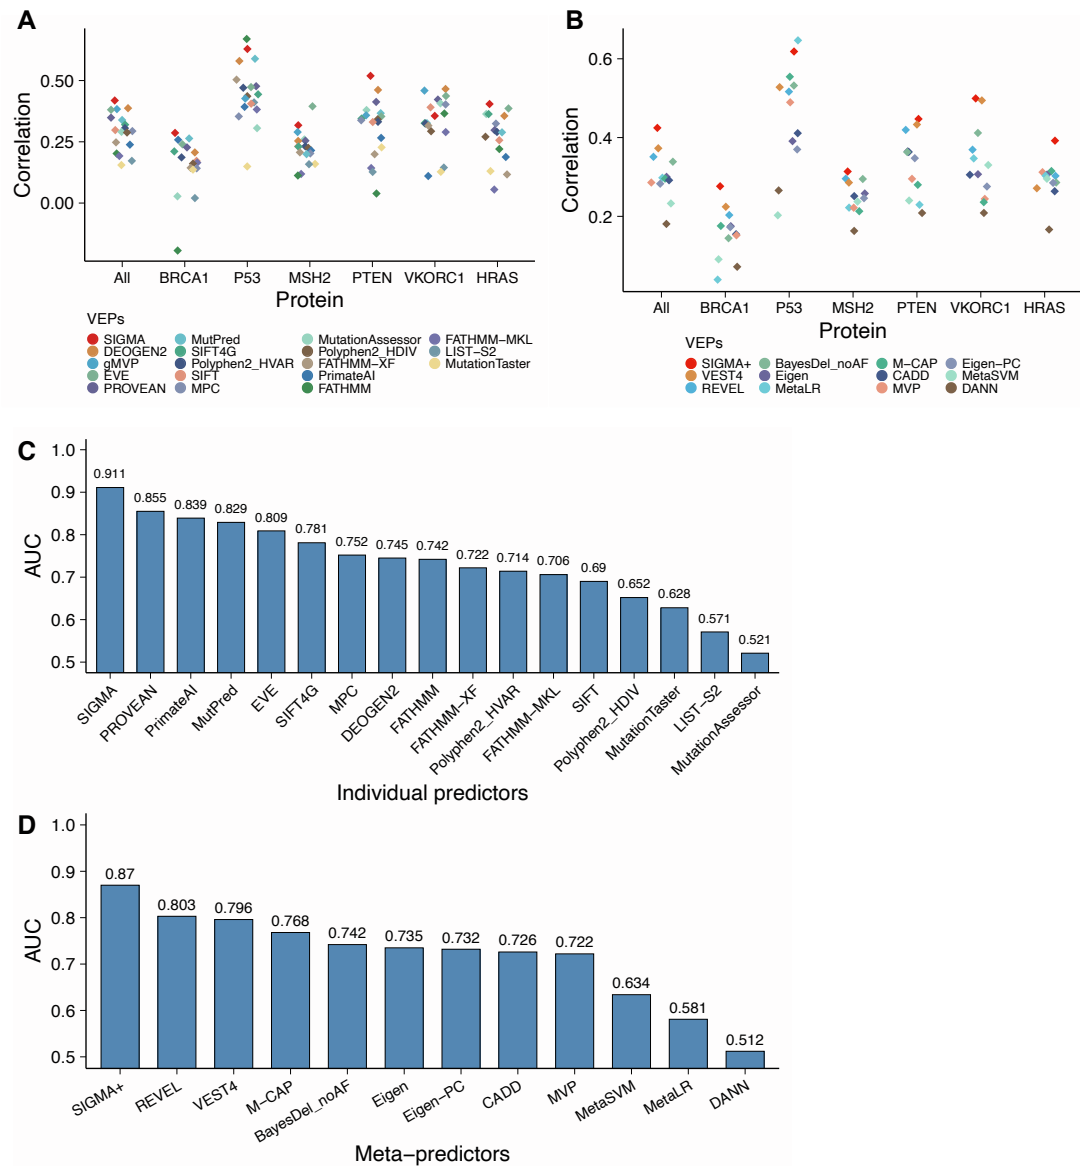 A
Correlation
0.50
0.25
0.00
All BRCA1 P53 MSH2 PTEN VKORC1 HRAS
Protein
VEPs
SIGMA MutPred MutationAssessor FATHMM−MKL
DEOGEN2 SIFT4G Polyphen2_HDIV LIST−S2
gMVP Polyphen2_HVAR FATHMM−XF MutationTaster
EVE SIFT PrimateAI
PROVEAN MPC FATHMM
B
Correlation
0.6
0.4
0.2
All BRCA1 P53 MSH2 PTEN VKORC1 HRAS
Protein
VEPs
SIGMA+ BayesDel_noAF M−CAP Eigen−PC
VEST4 Eigen CADD MetaSVM
REVEL MetaLR MVP DANN
C
AUC
1.0
0.9
0.8
0.7
0.6
0.5
0.911 0.855 0.839 0.829 0.809 0.781 0.752 0.745 0.742 0.722 0.714 0.706 0.69 0.652 0.628 0.571 0.521
SIGMA PROVEAN PrimateAI MutPred EVE SIFT4G MPC DEOGEN2 FATHMM FATHMM−XF Polyphen2_HVAR FATHMM−MKL SIFT Polyphen2_HDIV MutationTaster LIST−S2 MutationAssessor
Individual predictors
D
AUC
1.0
0.9
0.8
0.7
0.6
0.5
0.87 0.803 0.796 0.768 0.742 0.735 0.732 0.726 0.722 0.634 0.581 0.512
SIGMA+ REVEL VEST4 M−CAP BayesDel_noAF Eigen Eigen−PC CADD MVP MetaSVM MetaLR DANN
Meta−predictors